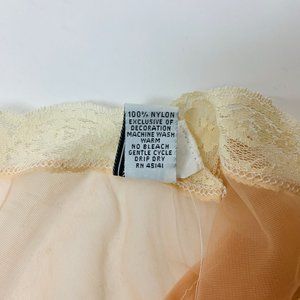 100% NYLON
EXCLUSIVE OF
DECORATION
MACHINE WASH
WARM
NO BLEACH
GENTLE CYCLE
DRIP DRY
RN 45141